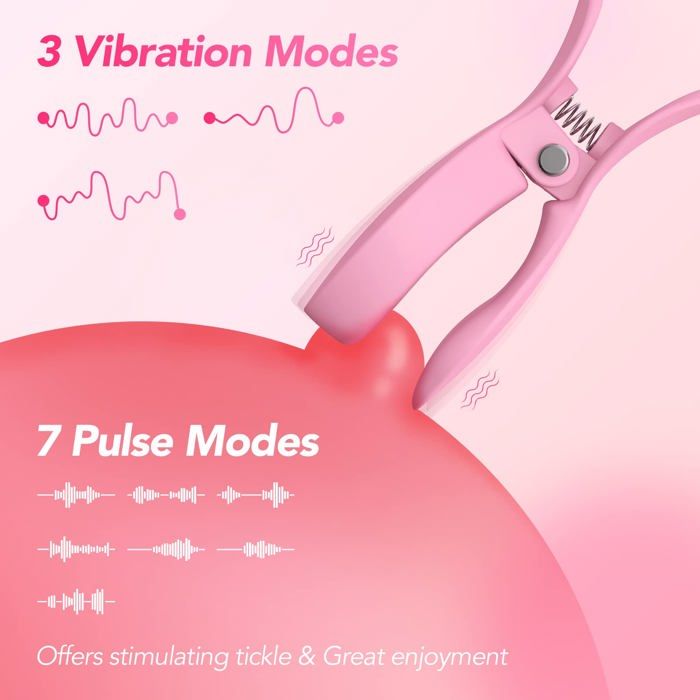 3 Vibration Modes
7 Pulse Modes
Offers stimulating tickle & Great enjoyment